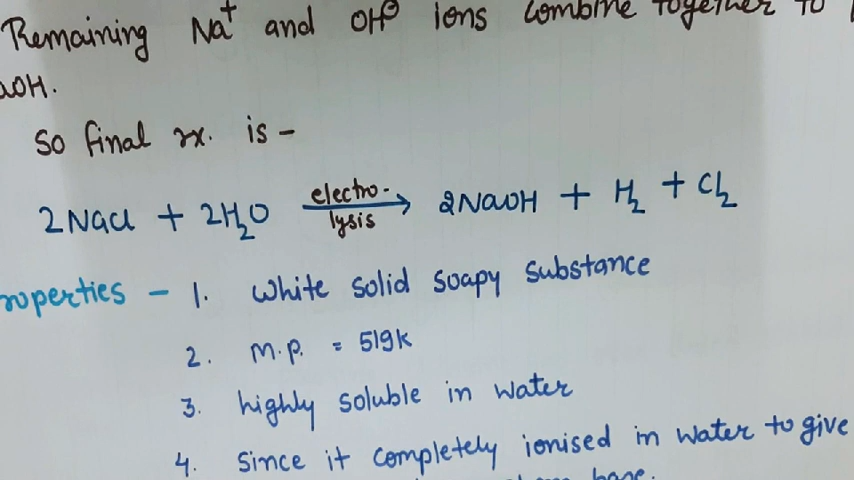 Remaining Na⁺ and OH⊖ ions combine together to
aOH.
So final rx. is -
2NaCl + 2H₂O electro- lysis → 2NaOH + H₂ + Cl₂
roperties - 1. White solid soapy substance
2. m.p. = 519K
3. highly soluble in water
4. Since it completely ionised in water to give
base.